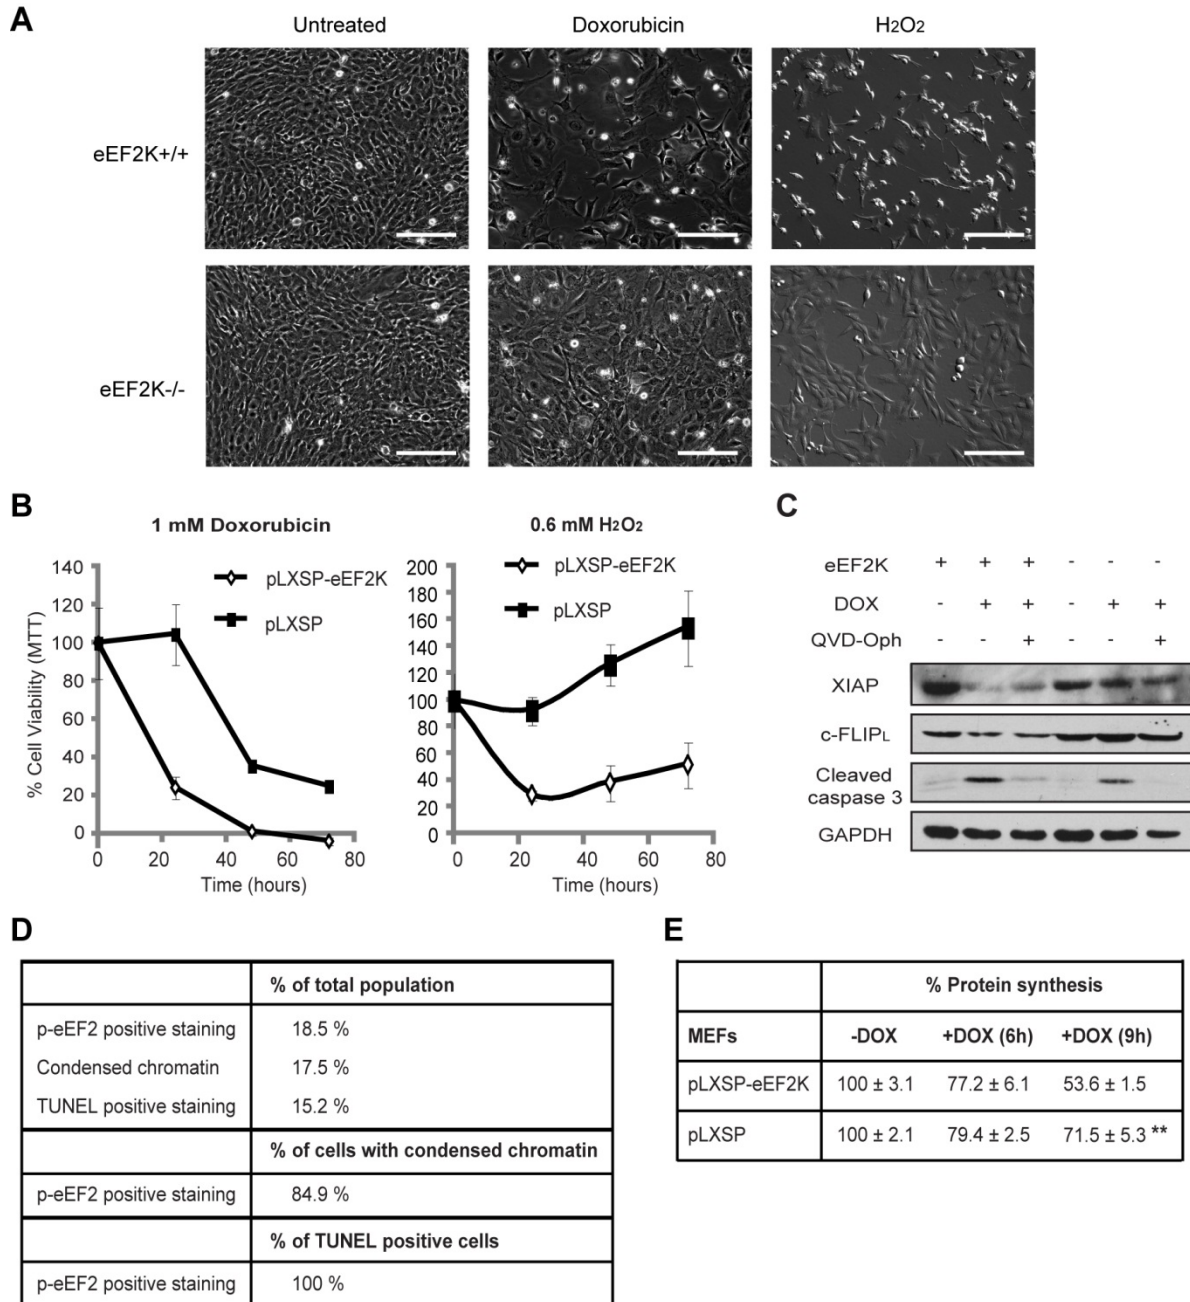 A
Untreated
Doxorubicin
H2O2
eEF2K+/+
eEF2K-/-
B
1 mM Doxorubicin
% Cell Viability (MTT)
140
120
100
80
60
40
20
0
pLXSP-eEF2K
pLXSP
0 20 40 60 80
Time (hours)
0.6 mM H2O2
200
180
160
140
120
100
80
60
40
20
0
pLXSP-eEF2K
pLXSP
0 20 40 60 80
Time (hours)
C
eEF2K + + + - - -
DOX - + + - + +
QVD-Oph - - + - - +
XIAP
c-FLIPL
Cleaved
caspase 3
GAPDH
D
% of total population
p-eEF2 positive staining 18.5 %
Condensed chromatin 17.5 %
TUNEL positive staining 15.2 %
% of cells with condensed chromatin
p-eEF2 positive staining 84.9 %
% of TUNEL positive cells
p-eEF2 positive staining 100 %
E
% Protein synthesis
MEFs -DOX +DOX (6h) +DOX (9h)
pLXSP-eEF2K 100 ± 3.1 77.2 ± 6.1 53.6 ± 1.5
pLXSP 100 ± 2.1 79.4 ± 2.5 71.5 ± 5.3 **